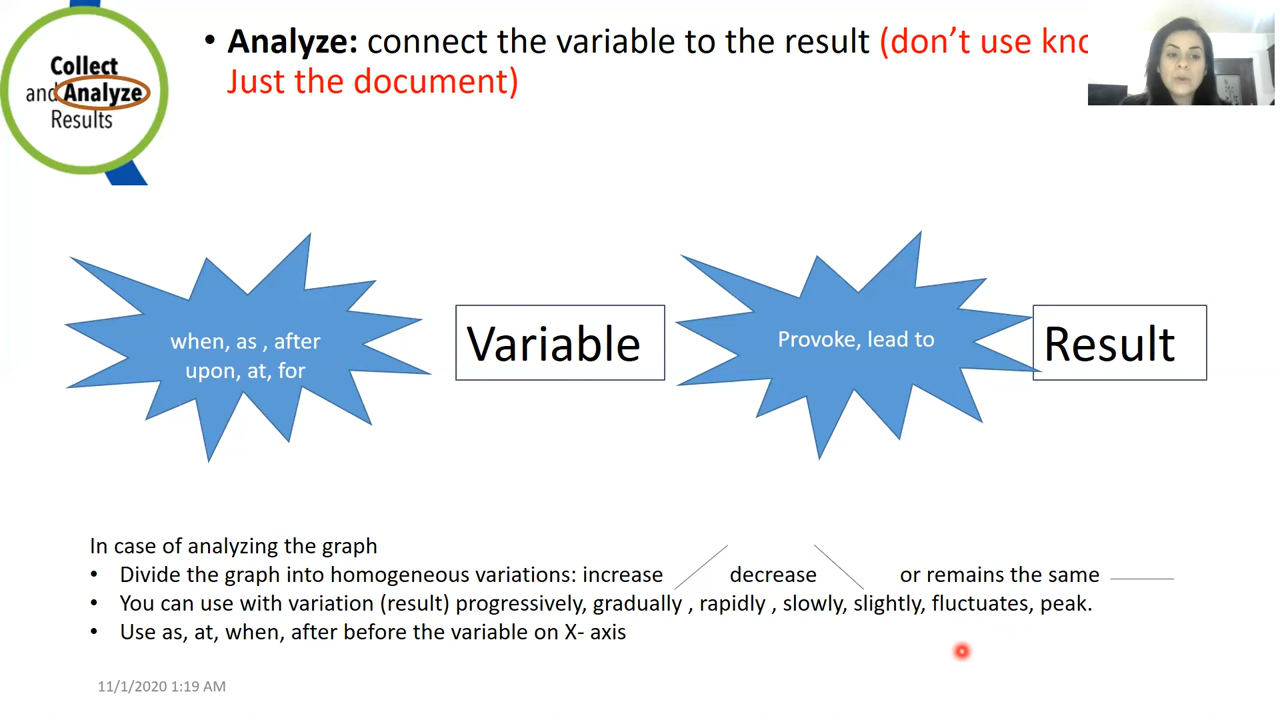 Collect
and Analyze
Results
• Analyze: connect the variable to the result (don't use
Just the document)
when, as , after
upon, at, for
Variable
Provoke, lead to
Result
In case of analyzing the graph
• Divide the graph into homogeneous variations: increase decrease or remains the same
• You can use with variation (result) progressively, gradually , rapidly , slowly, slightly, fluctuates, peak.
• Use as, at, when, after before the variable on X- axis
11/1/2020 1:19 AM